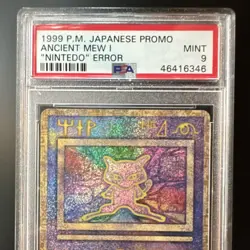 1999 P.M. JAPANESE PROMO
ANCIENT MEW I MINT
"NINTEDO" ERROR 9
PSA 46416346